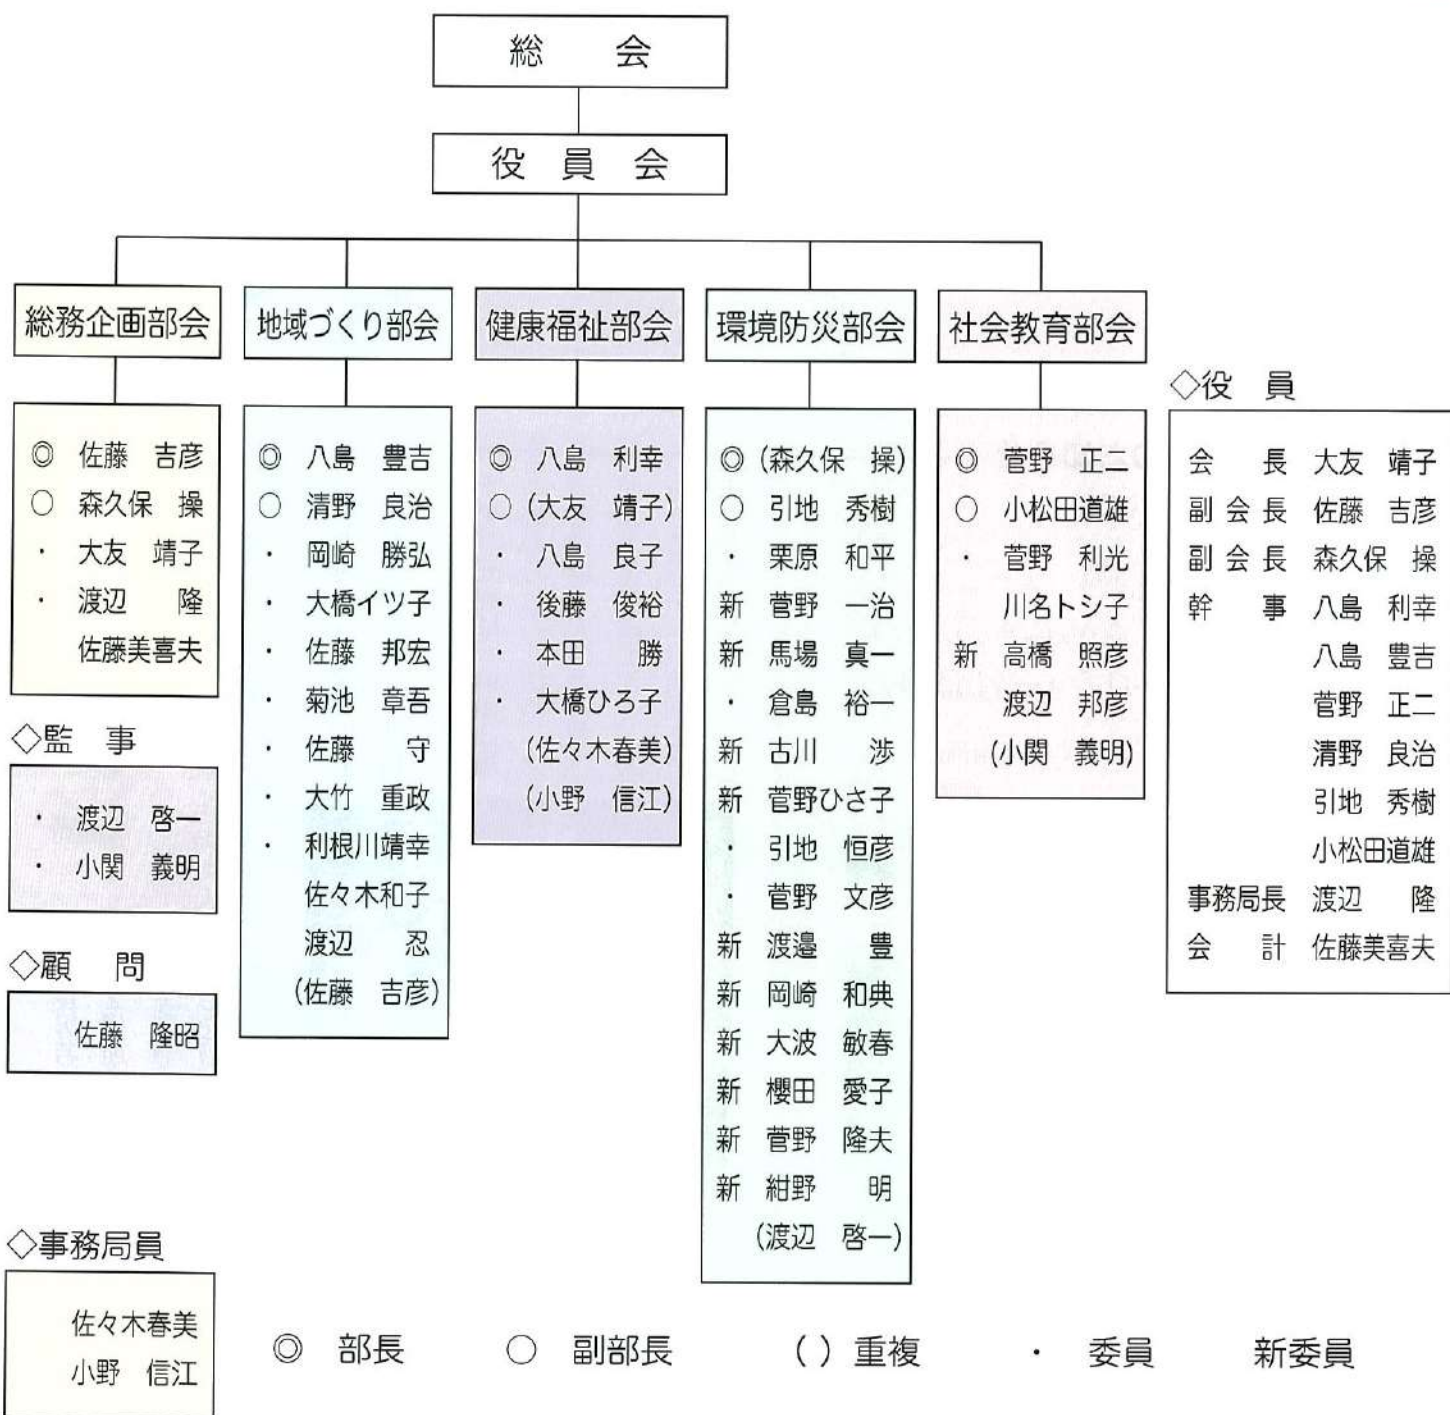 総　会
役　員　会
総務企画部会
◎　佐藤　吉彦
○　森久保　操
・　大友　靖子
・　渡辺　　隆
佐藤美喜夫
◇監　事
・　渡辺　啓一
・　小関　義明
◇顧　問
佐藤　隆昭
◇事務局員
佐々木春美
小野　信江
地域づくり部会
◎　八島　豊吉
○　清野　良治
・　岡崎　勝弘
・　大橋イツ子
・　佐藤　邦宏
・　菊池　章吾
・　佐藤　　守
・　大竹　重政
・　利根川靖幸
佐々木和子
渡辺　　忍
(佐藤　吉彦)
健康福祉部会
◎　八島　利幸
○ (大友　靖子)
・　八島　良子
・　後藤　俊裕
・　本田　　勝
・　大橋ひろ子
(佐々木春美)
(小野　信江)
環境防災部会
◎ (森久保　操)
○　引地　秀樹
・　栗原　和平
新　菅野　一治
新　馬場　真一
・　倉島　裕一
新　古川　　渉
新　菅野ひさ子
・　引地　恒彦
・　菅野　文彦
新　渡邉　　豊
新　岡崎　和典
新　大波　敏春
新　櫻田　愛子
新　菅野　隆夫
新　紺野　　明
(渡辺　啓一)
社会教育部会
◎　菅野　正二
○　小松田道雄
・　菅野　利光
川名トシ子
新　高橋　照彦
渡辺　邦彦
(小関　義明)
◇役　員
会　　長　大友　靖子
副 会 長　佐藤　吉彦
副 会 長　森久保　操
幹　　事　八島　利幸
八島　豊吉
菅野　正二
清野　良治
引地　秀樹
小松田道雄
事務局長　渡辺　　隆
会　　計　佐藤美喜夫
◎　部長　○　副部長　( ) 重複　・　委員　新委員